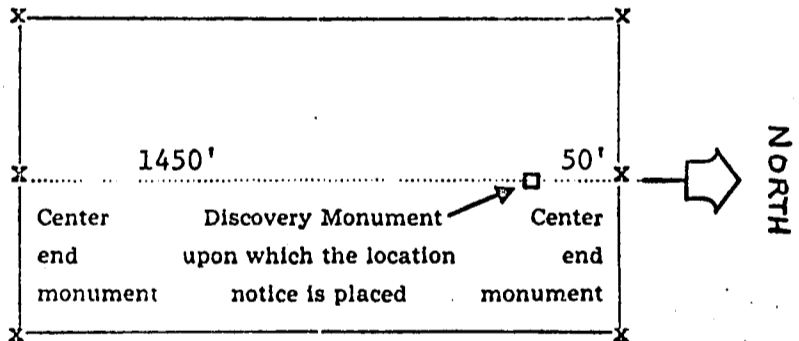 1450' 50'
NORTH
Center Discovery Monument Center
end upon which the location end
monument notice is placed monument